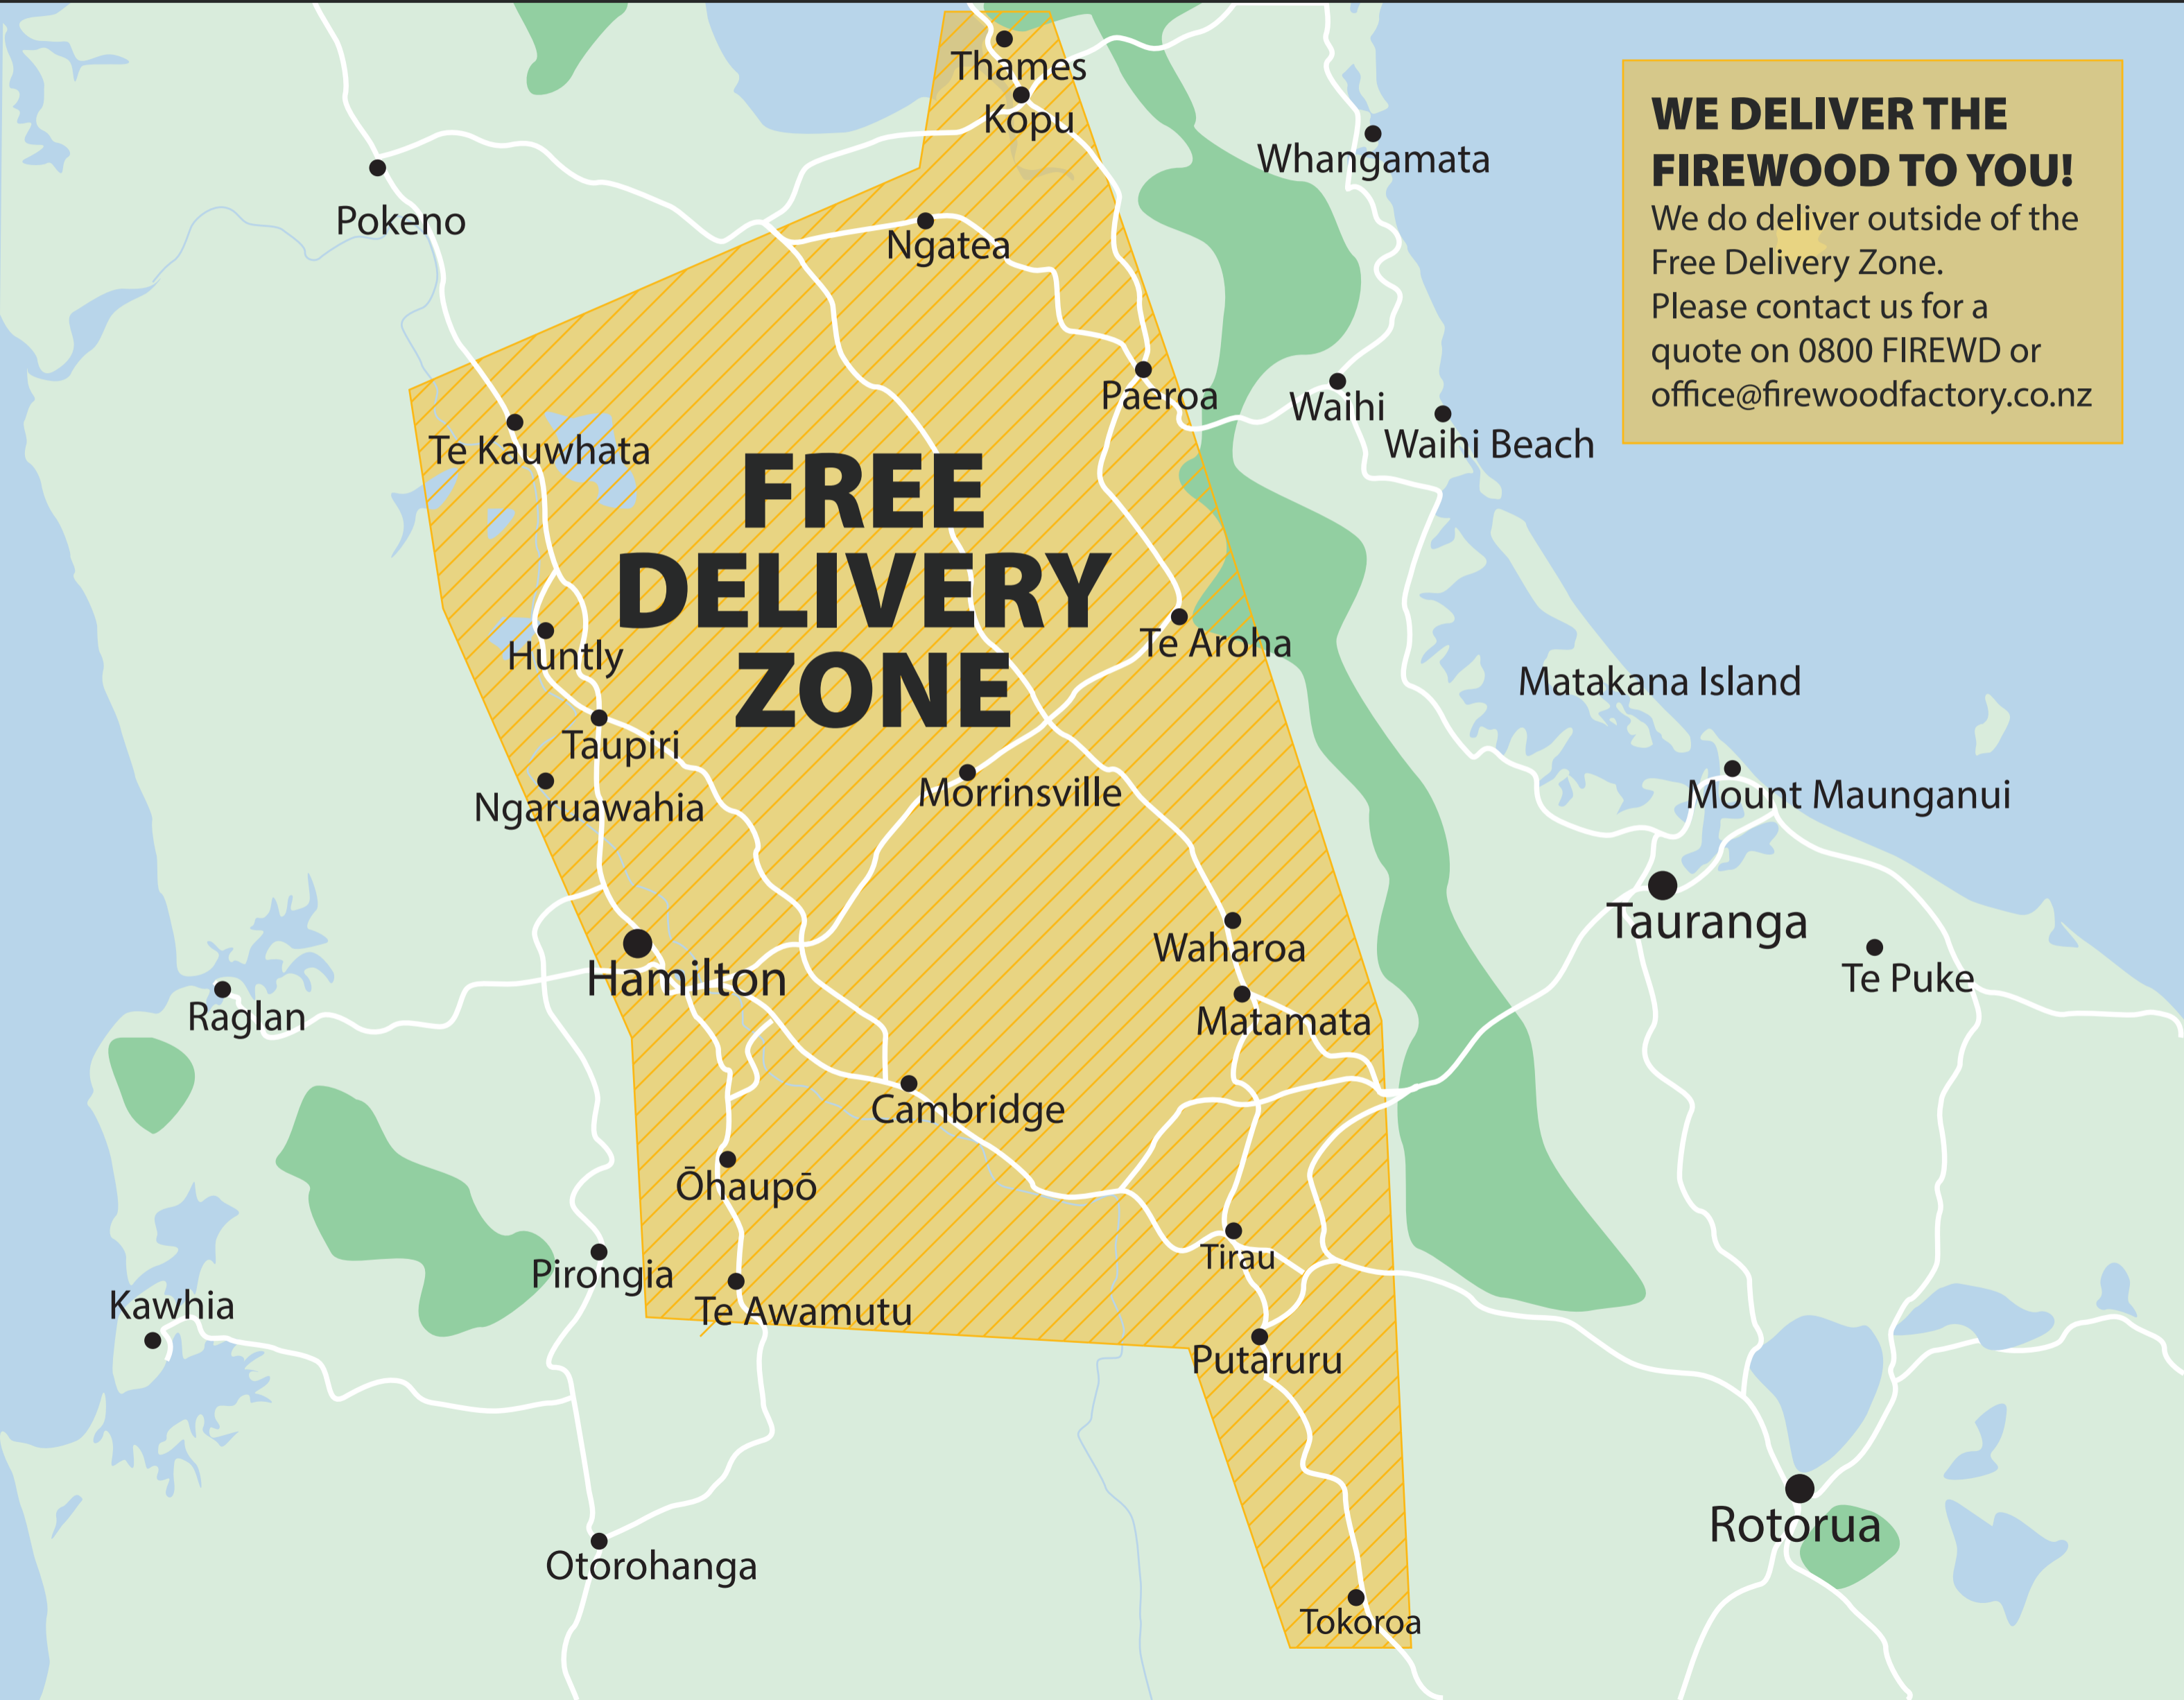 Thames
Kopu
WE DELIVER THE
FIREWOOD TO YOU!
We do deliver outside of the
Free Delivery Zone.
Please contact us for a
quote on 0800 FIREWD or
office@firewoodfactory.co.nz
Whangamata
Pokeno
Ngatea
Paeroa
Waihi
Waihi Beach
Te Kauwhata
FREE
DELIVERY
ZONE
Huntly
Te Aroha
Matakana Island
Taupiri
Morrinsville
Mount Maunganui
Ngaruawahia
Tauranga
Waharoa
Hamilton
Te Puke
Raglan
Matamata
Cambridge
Ōhaupō
Tirau
Pirongia
Kawhia
Te Awamutu
Putaruru
Rotorua
Otorohanga
Tokoroa